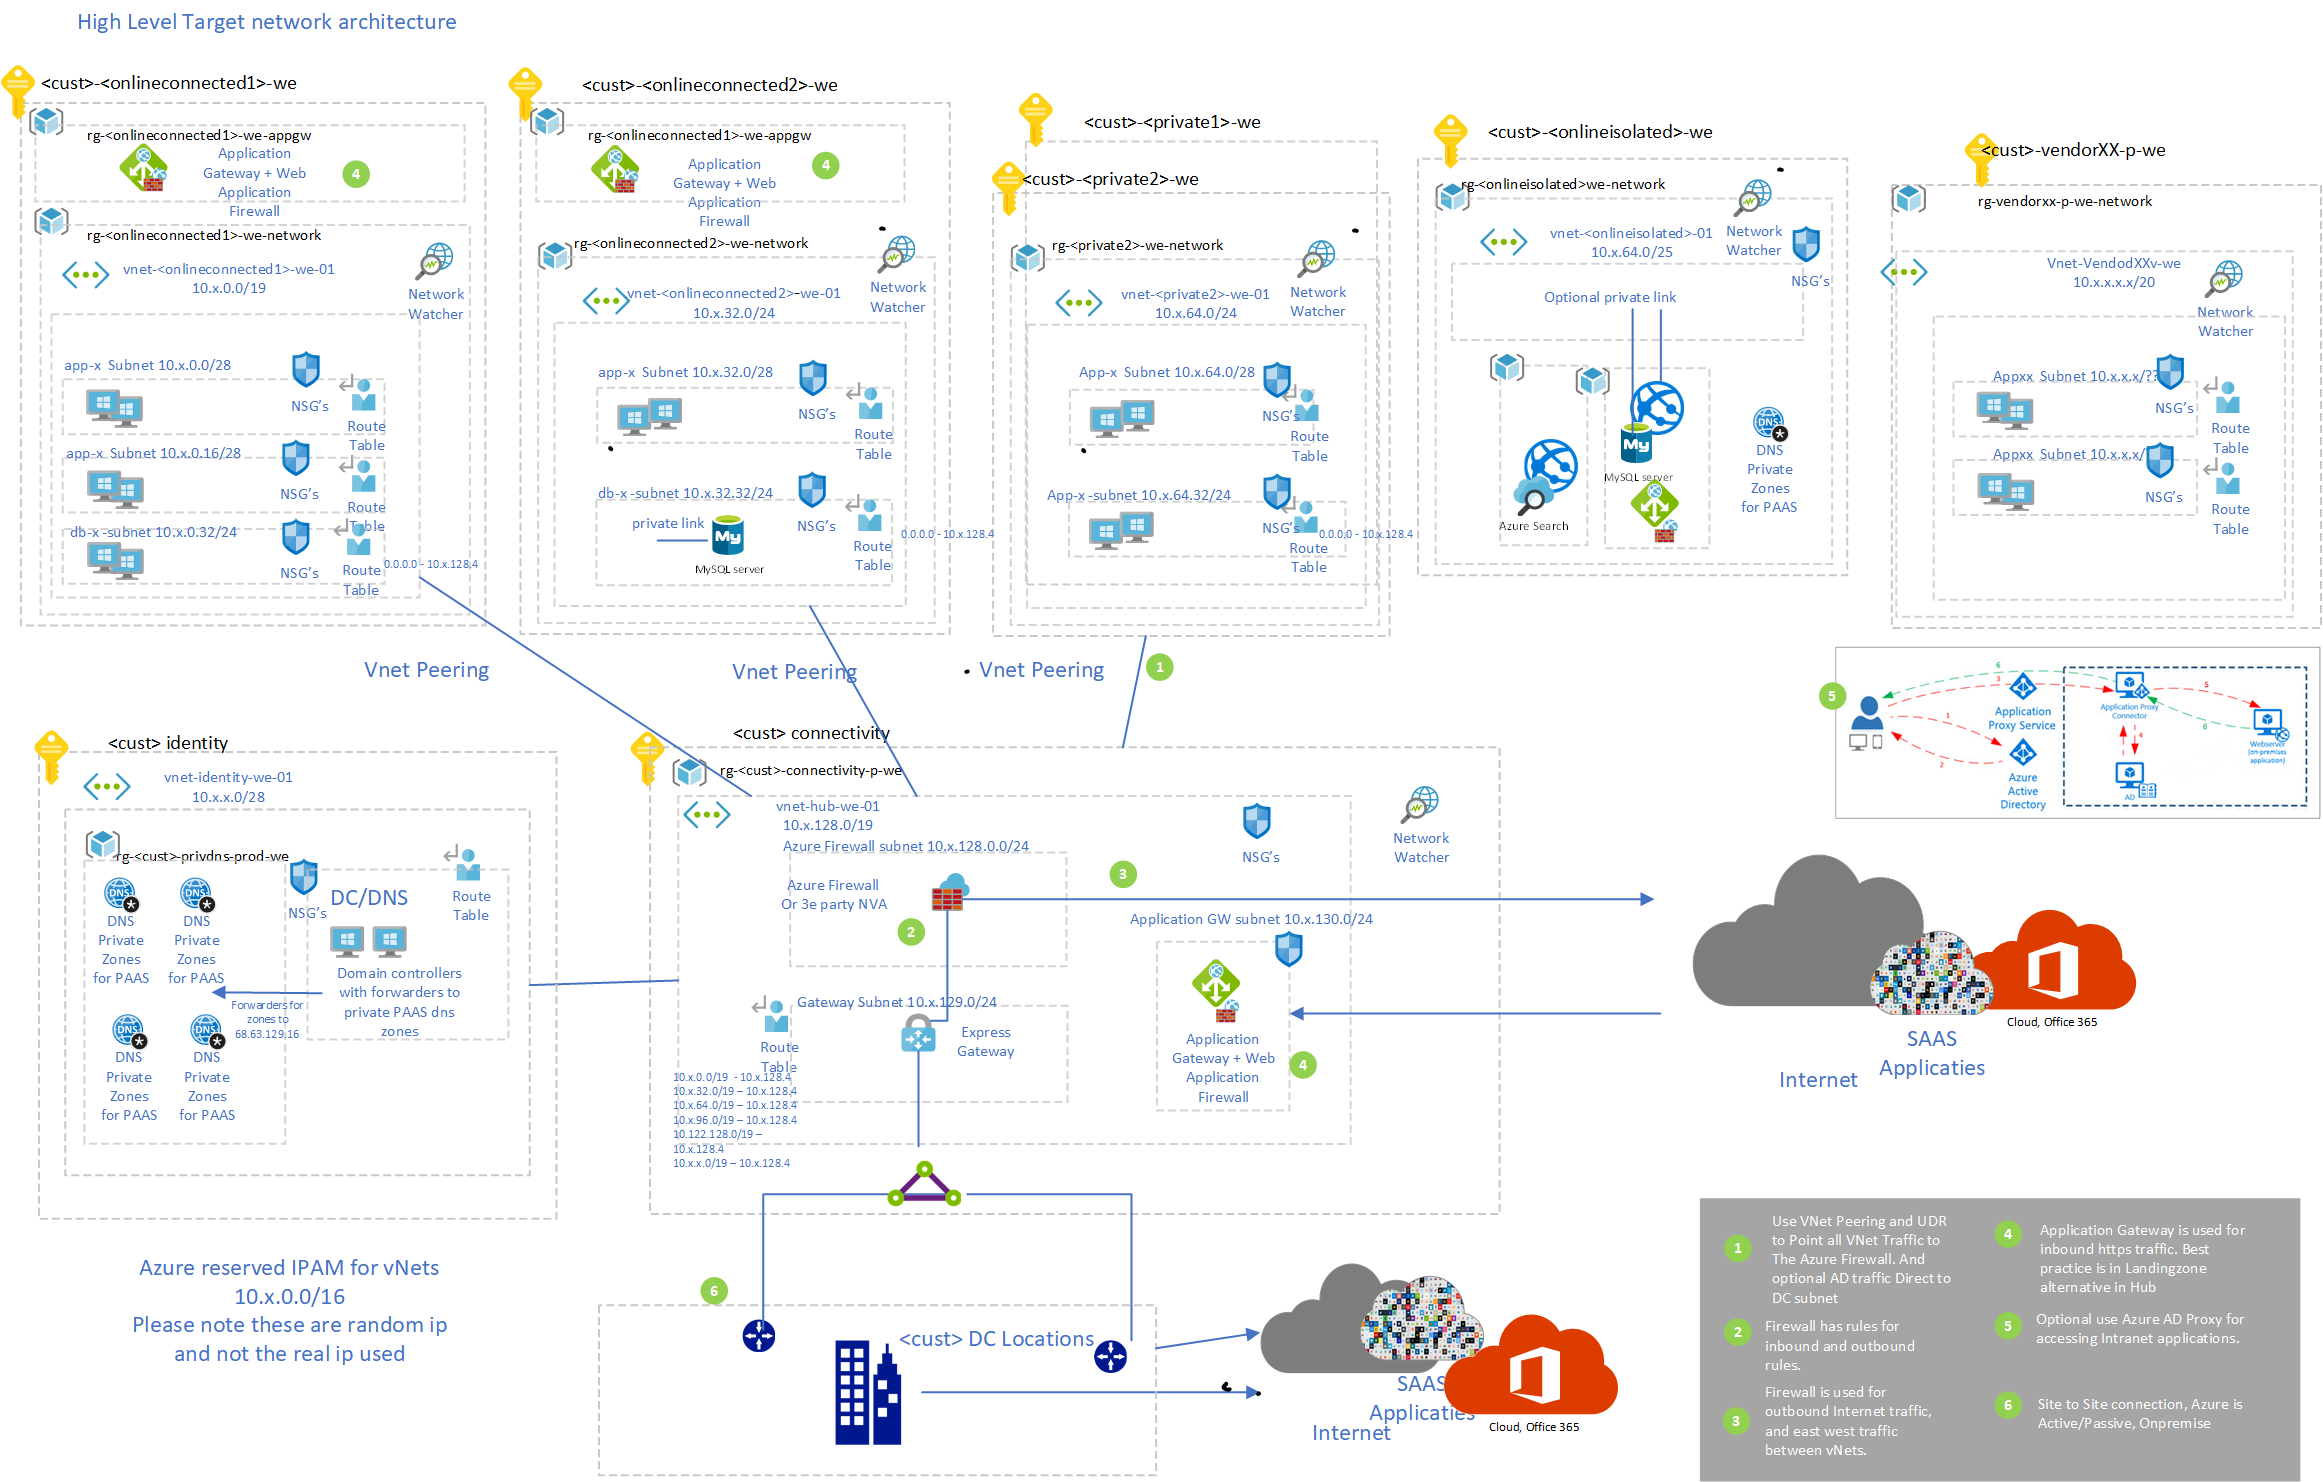 High Level Target network architecture
<cust>-<onlineconnected1>-we
rg-<onlineconnected1>-we-appgw
Application
Gateway + Web
Application
Firewall
4
rg-<onlineconnected1>-we-network
vnet-<onlineconnected1>-we-01
10.x.0.0/19
Network
Watcher
app-x Subnet 10.x.0.0/28
NSG's
Route
Table
app-x Subnet 10.x.0.16/28
NSG's
Route
Table
db-x -subnet 10.x.0.32/24
NSG's
Route
Table
0.0.0.0 - 10.x.128.4
<cust>-<onlineconnected2>-we
rg-<onlineconnected1>-we-appgw
Application
Gateway + Web
Application
Firewall
4
rg-<onlineconnected2>-we-network
vnet-<onlineconnected2>-we-01
10.x.32.0/24
Network
Watcher
app-x Subnet 10.x.32.0/28
NSG's
Route
Table
db-x -subnet 10.x.32.32/24
private link
My
MySQL server
NSG's
Route
Table
0.0.0.0 - 10.x.128.4
<cust>-<private1>-we
<cust>-<private2>-we
rg-<private2>-we-network
vnet-<private2>-we-01
10.x.64.0/24
Network
Watcher
App-x Subnet 10.x.64.0/28
NSG's
Route
Table
App-x -subnet 10.x.64.32/24
NSG's
Route
Table
0.0.0.0 - 10.x.128.4
<cust>-<onlineisolated>-we
rg-<onlineisolated>we-network
vnet-<onlineisolated>-01
10.x.64.0/25
Network
Watcher
NSG's
Optional private link
My
MySQL server
Azure Search
DNS
DNS
Private
Zones
for PAAS
<cust>-vendorXX-p-we
rg-vendorxx-p-we-network
Vnet-VendodXXv-we
10.x.x.x/20
Network
Watcher
Appxx Subnet 10.x.x.x/??
NSG's
Route
Table
Appxx Subnet 10.x.x.x/
NSG's
Route
Table
Vnet Peering
Vnet Peering
Vnet Peering
1
5
6
3
1
2
Application
Proxy Service
Azure
Active
Directory
Application Proxy
Connector
5
4
6
AD
Webserver
(on-premises
application)
<cust> identity
vnet-identity-we-01
10.x.x.0/28
rg-<cust>-privdns-prod-we
DNS
DNS
Private
Zones
for PAAS
DNS
DNS
Private
Zones
for PAAS
DNS
DNS
Private
Zones
for PAAS
DNS
DNS
Private
Zones
for PAAS
NSG's
DC/DNS
Route
Table
Domain controllers
with forwarders to
private PAAS dns
zones
Forwarders for
zones to
68.63.129.16
<cust> connectivity
rg-<cust>-connectivity-p-we
vnet-hub-we-01
10.x.128.0/19
Azure Firewall subnet 10.x.128.0.0/24
Azure Firewall
Or 3e party NVA
2
3
NSG's
Network
Watcher
Application GW subnet 10.x.130.0/24
Application
Gateway + Web
Application
Firewall
4
Gateway Subnet 10.x.129.0/24
Express
Gateway
Route
Table
10.x.0.0/19 - 10.x.128.4
10.x.32.0/19 – 10.x.128.4
10.x.64.0/19 – 10.x.128.4
10.x.96.0/19 – 10.x.128.4
10.122.128.0/19 –
10.x.128.4
10.x.x.0/19 – 10.x.128.4
Cloud, Office 365
SAAS
Applicaties
Internet
Azure reserved IPAM for vNets
10.x.0.0/16
Please note these are random ip
and not the real ip used
6
<cust> DC Locations
SAAS
Applicaties
Internet
Cloud, Office 365
1
Use VNet Peering and UDR
to Point all VNet Traffic to
The Azure Firewall. And
optional AD traffic Direct to
DC subnet
2
Firewall has rules for
inbound and outbound
rules.
3
Firewall is used for
outbound Internet traffic,
and east west traffic
between vNets.
4
Application Gateway is used for
inbound https traffic. Best
practice is in Landingzone
alternative in Hub
5
Optional use Azure AD Proxy for
accessing Intranet applications.
6
Site to Site connection, Azure is
Active/Passive, Onpremise